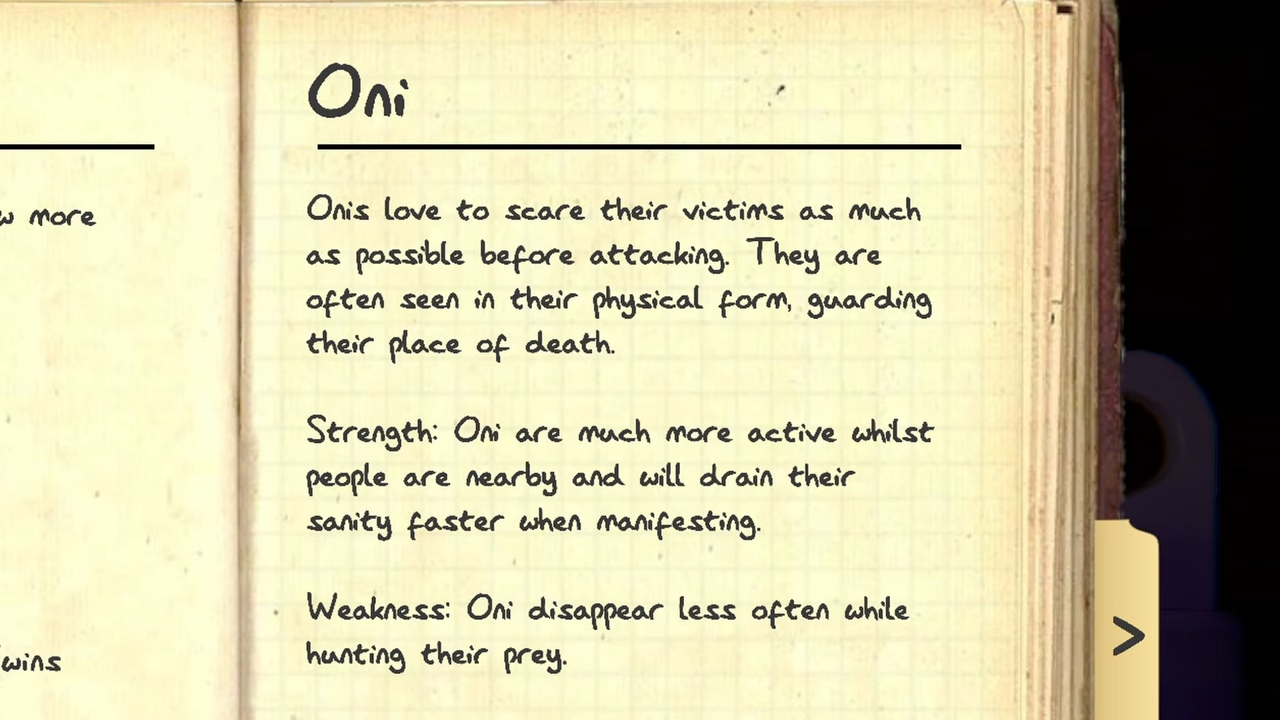 w more
wins
Oni
Onis love to scare their victims as much
as possible before attacking. They are
often seen in their physical form, guarding
their place of death.
Strength: Oni are much more active whilst
people are nearby and will drain their
sanity faster when manifesting.
Weakness: Oni disappear less often while
hunting their prey.
>